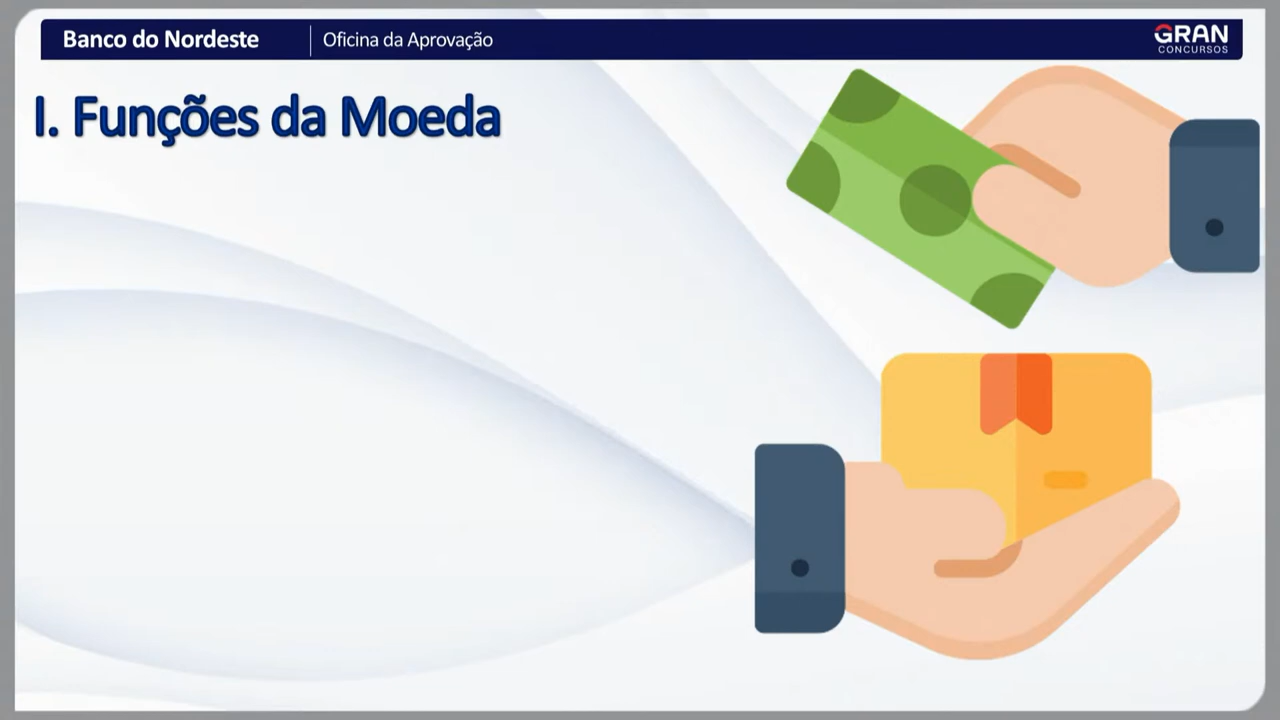 Banco do Nordeste
Oficina da Aprovação
GRAN
CONCURSOS
I. Funções da Moeda